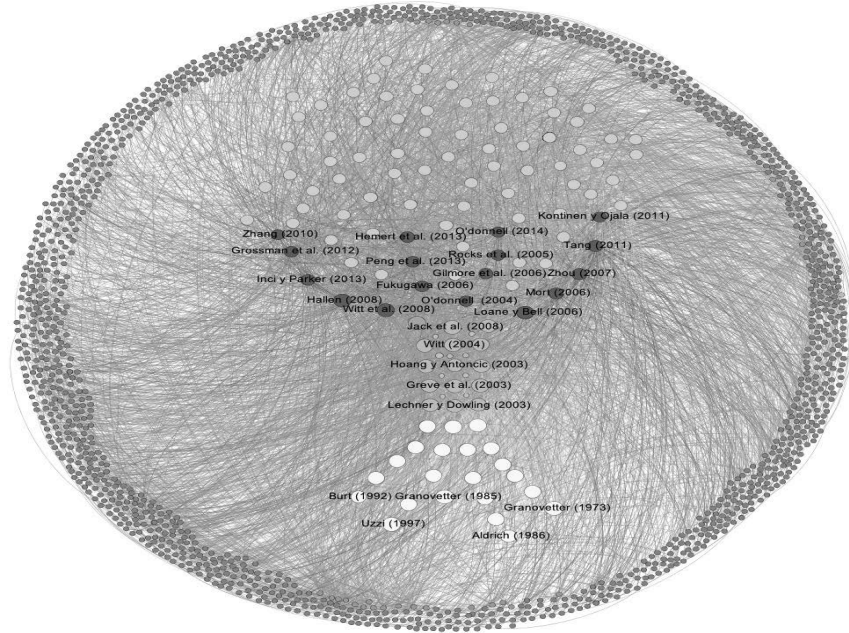 Kontinen y Ojala (2011)
Zhang (2010)
Hemert et al. (2013)
O'donnell (2014)
Tang (2011)
Grossman et al. (2012)
Rocks et al. (2005)
Peng et al. (2013)
Gilmore et al. (2006)
Zhou (2007)
Inci y Parker (2013)
Fukugawa (2006)
Mort (2006)
Hallen (2008)
O'donnell (2004)
Witt et al. (2008)
Loane y Bell (2006)
Jack et al. (2008)
Witt (2004)
Hoang y Antoncic (2003)
Greve et al. (2003)
Lechner y Dowling (2003)
Burt (1992)
Granovetter (1985)
Granovetter (1973)
Uzzi (1997)
Aldrich (1986)